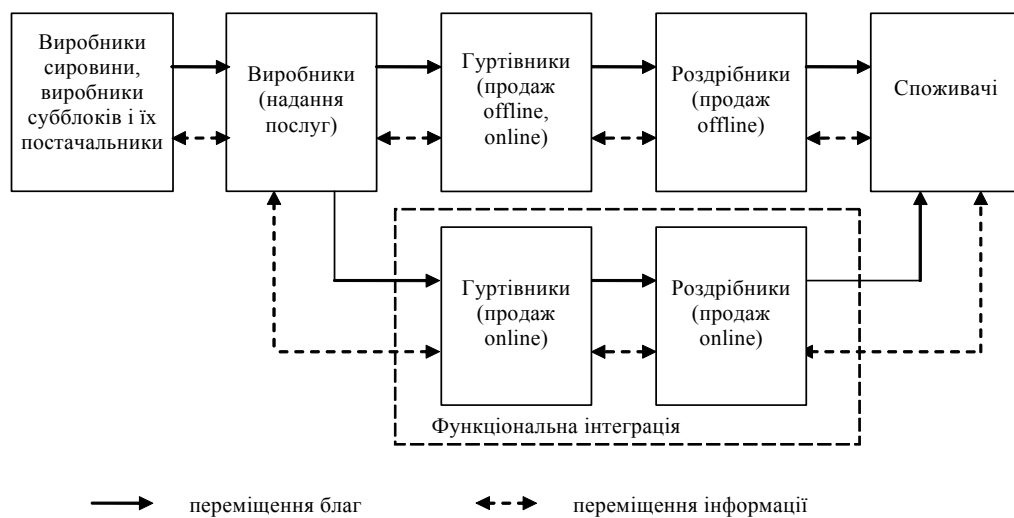 Виробники
сировини,
виробники
субблоків і їх
постачальники
Виробники
(надання
послуг)
Гуртівники
(продаж
offline,
online)
Роздрібники
(продаж
offline)
Споживачі
Гуртівники
(продаж
online)
Роздрібники
(продаж
online)
Функціональна інтеграція
переміщення благ
переміщення інформації